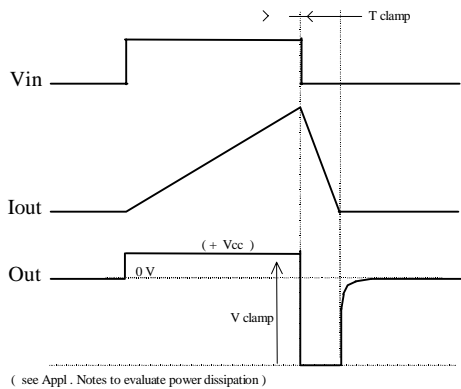 T clamp
Vin
Iout
( + Vcc )
Out
0 V
V clamp
( see Appl . Notes to evaluate power dissipation )